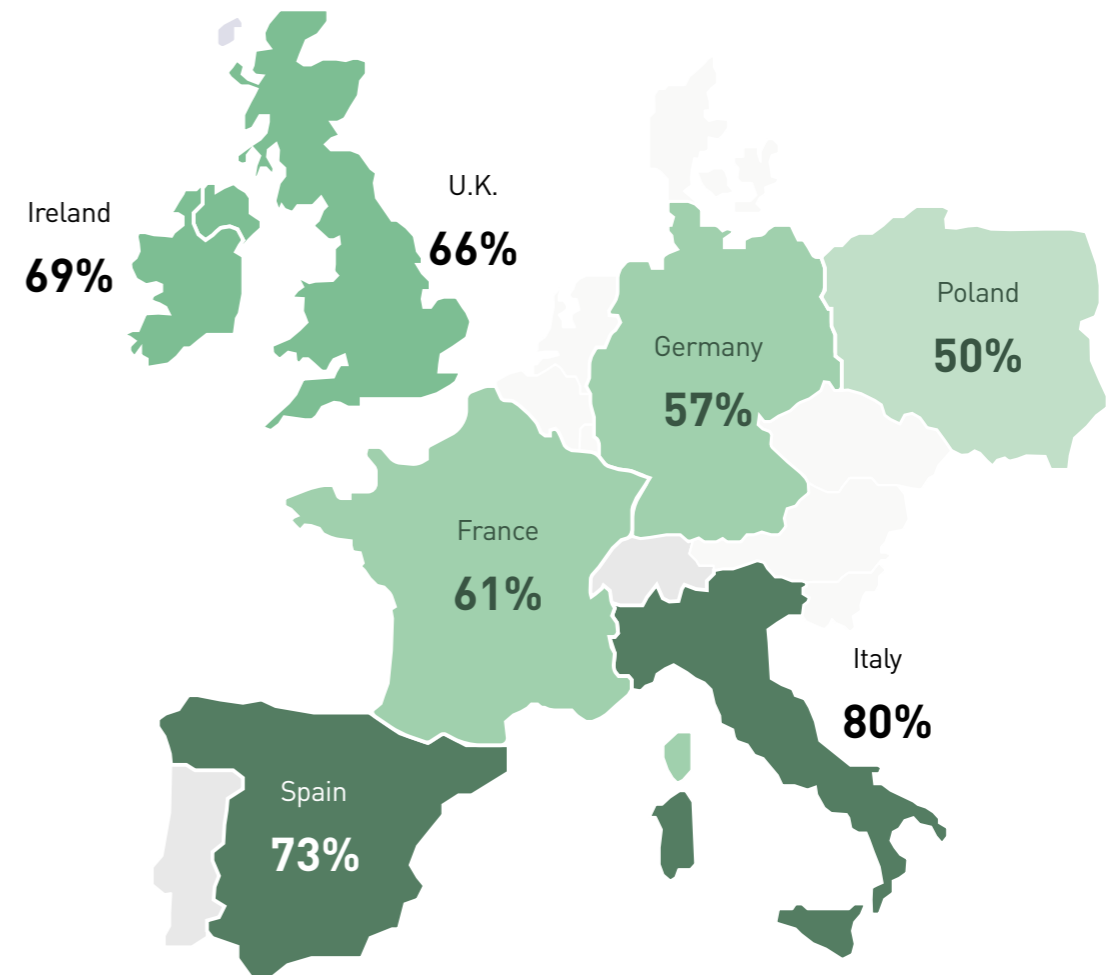 U.K.
66%
Ireland
69%
Poland
50%
Germany
57%
France
61%
Italy
80%
Spain
73%